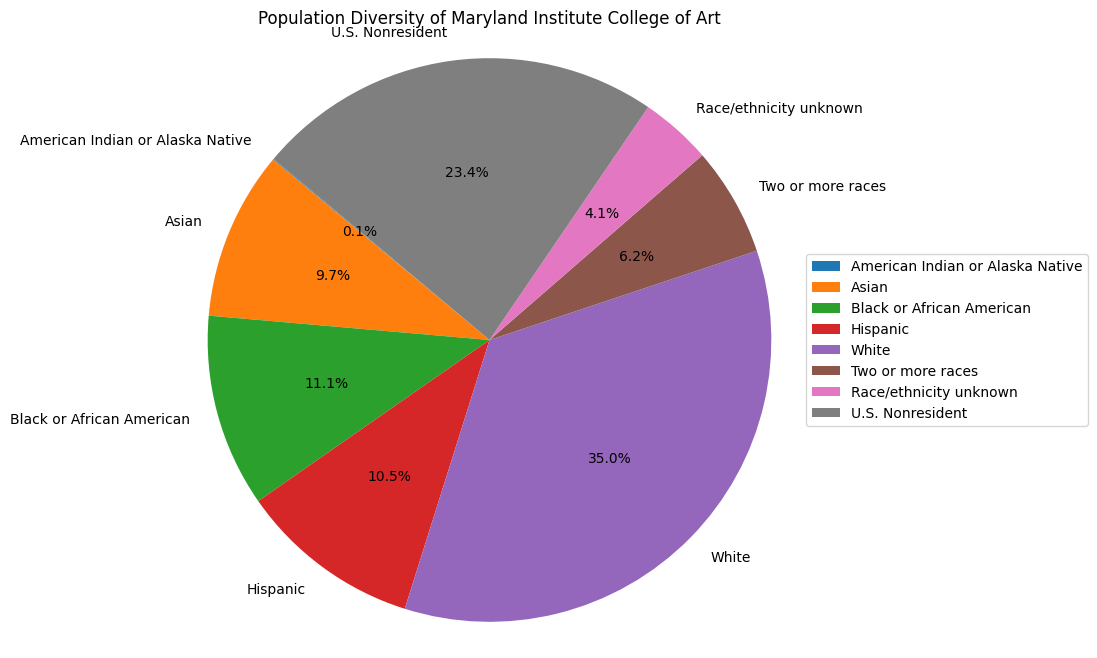 Population Diversity of Maryland Institute College of Art
U.S. Nonresident
Race/ethnicity unknown
American Indian or Alaska Native
23.4%
Two or more races
Asian
4.1%
0.1%
6.2%
9.7%
American Indian or Alaska Native
Asian
Black or African American
Hispanic
White
Two or more races
Race/ethnicity unknown
U.S. Nonresident
11.1%
Black or African American
35.0%
10.5%
White
Hispanic